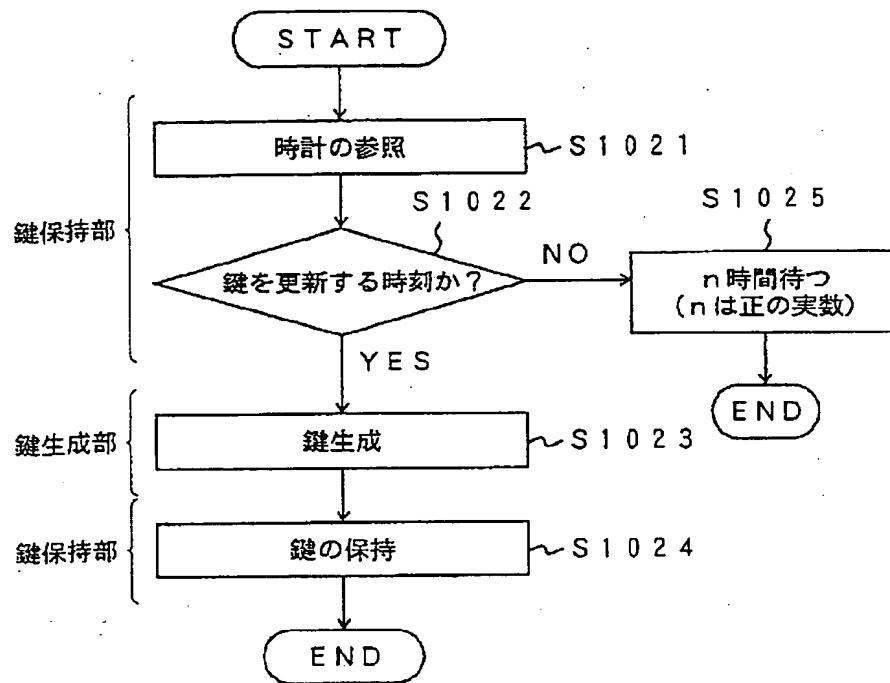 START
時計の参照
S1021
鍵保持部
S1022
鍵を更新する時刻か?
NO
S1025
n時間待つ
(nは正の実数)
END
YES
鍵生成部
鍵生成
S1023
鍵保持部
鍵の保持
S1024
END